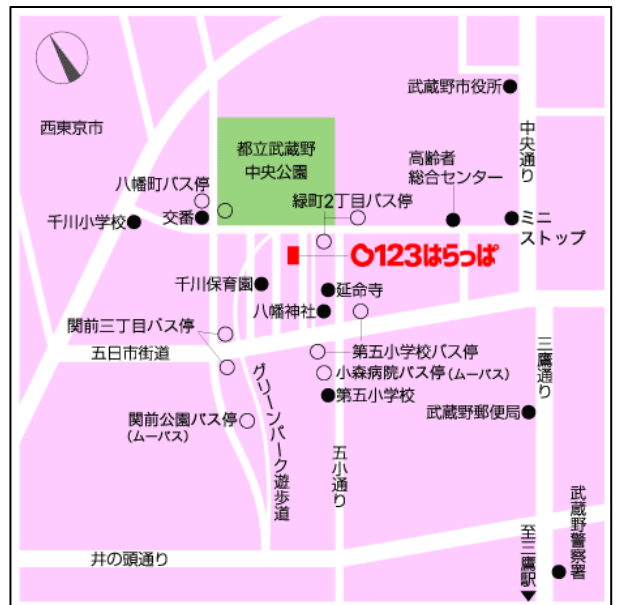 武蔵野市役所
西東京市
中央通り
都立武蔵野
中央公園
高齢者
総合センター
八幡町バス停
緑町2丁目バス停
千川小学校
交番
ミニ
ストップ
123はらっぱ
千川保育園
延命寺
八幡神社
関前三丁目バス停
五日市街道
第五小学校バス停
三鷹通り
小森病院バス停(ムーバス)
グリーンパーク遊歩道
第五小学校
関前公園バス停
(ムーバス)
武蔵野郵便局
五小通り
武蔵野警察署
至三鷹駅
井の頭通り